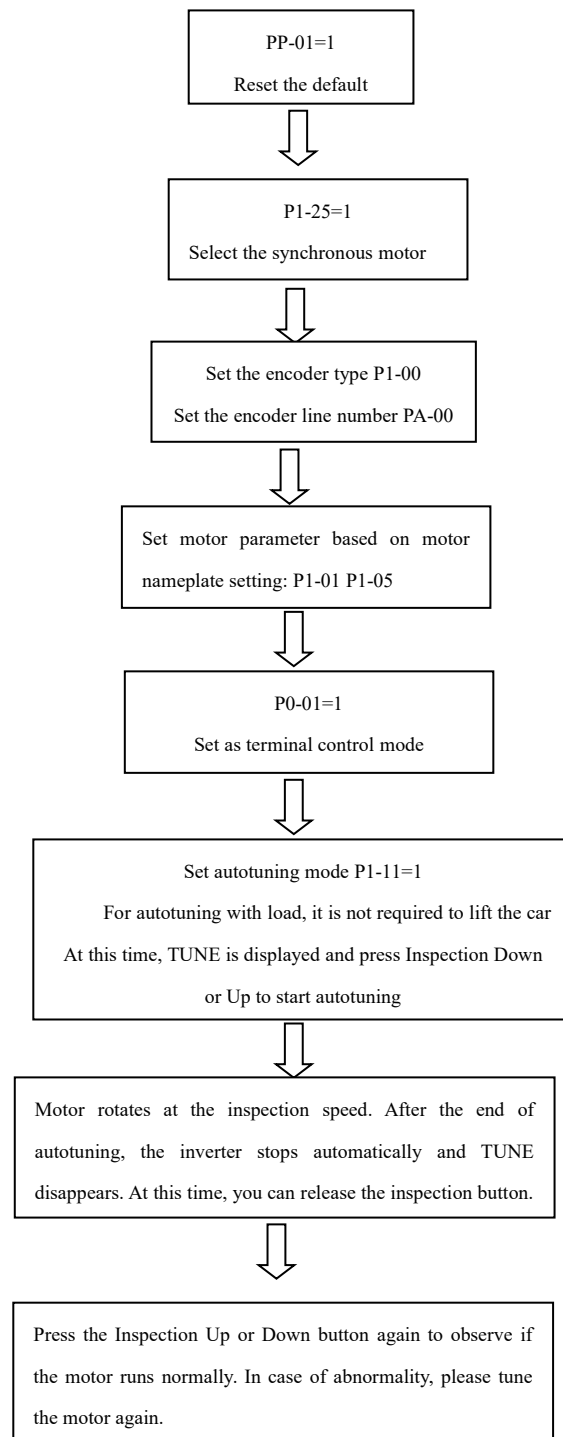 PP-01=1
Reset the default
P1-25=1
Select the synchronous motor
Set the encoder type P1-00
Set the encoder line number PA-00
Set motor parameter based on motor
nameplate setting: P1-01 P1-05
P0-01=1
Set as terminal control mode
Set autotuning mode P1-11=1
For autotuning with load, it is not required to lift the car
At this time, TUNE is displayed and press Inspection Down
or Up to start autotuning
Motor rotates at the inspection speed. After the end of
autotuning, the inverter stops automatically and TUNE
disappears. At this time, you can release the inspection button.
Press the Inspection Up or Down button again to observe if
the motor runs normally. In case of abnormality, please tune
the motor again.